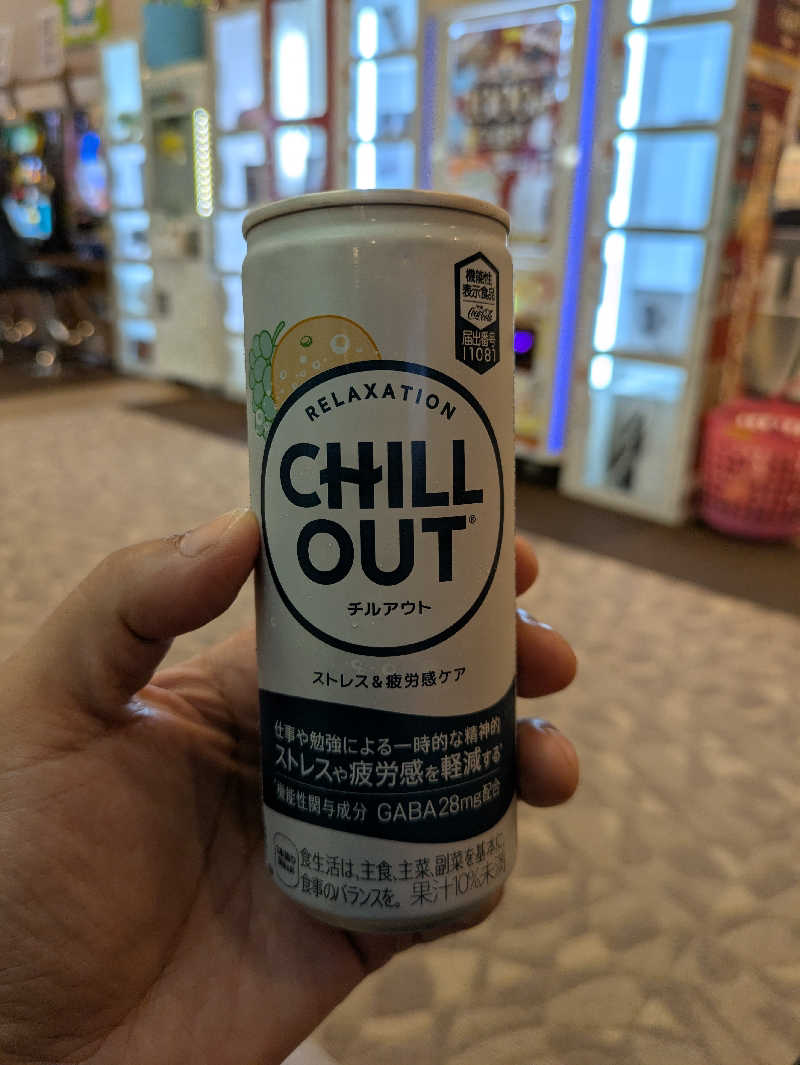 機能性
表示食品
Coca-Cola
届出番号
I1081
RELAXATION
CHILL
OUT®
チルアウト
ストレス&疲労感ケア
仕事や勉強による一時的な精神的
ストレスや疲労感を軽減する
機能性関与成分 GABA28mg配合
食生活は、主食、主菜、副菜を基本に、
食事のバランスを。 果汁10%未満